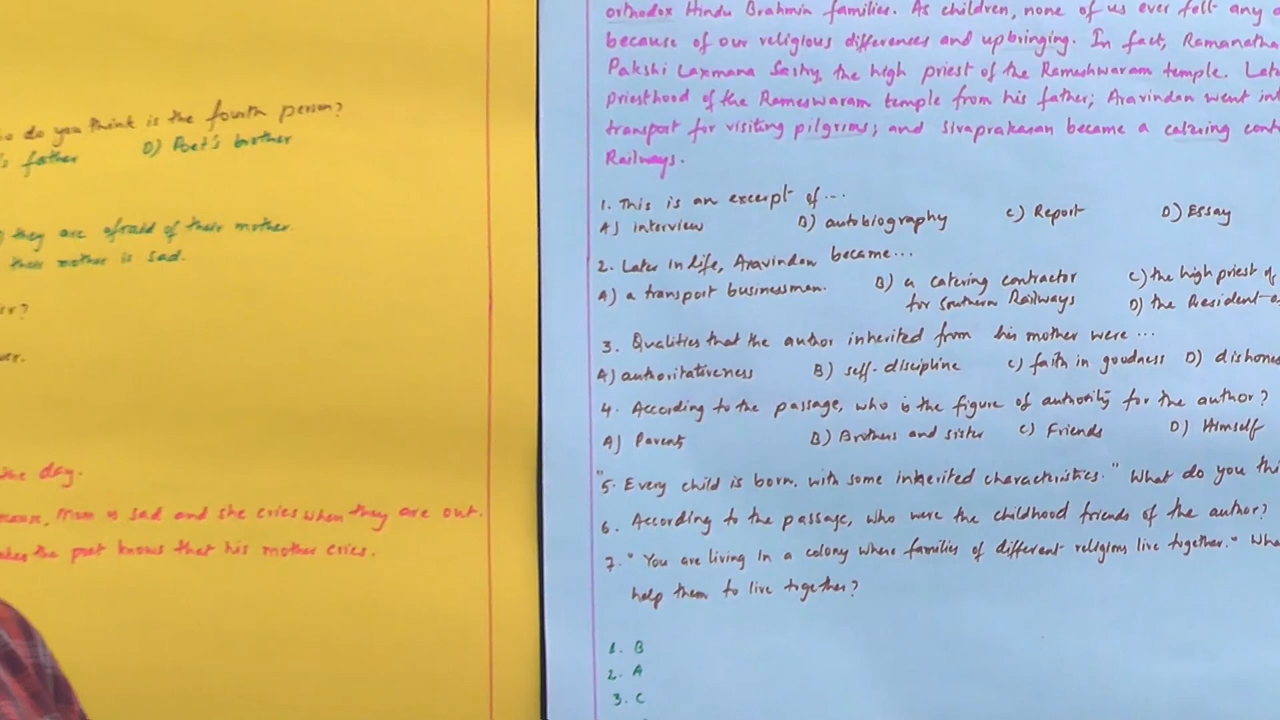 o do you think is the fourth person?
's father D) Poet's brother
they are afraid of their mother.
their mother is sad.
er?
ver.
the day.
cause, Mom is sad and she cries when they are out.
akes the poet knows that his mother cries.
orthodox Hindu Brahmin families. As children, none of us ever felt any
because of our religious differences and upbringing. In fact, Ramanatha
Pakshi Laxmana Sastry, the high priest of the Rameshwaram temple. Late
priesthood of the Rameswaram temple from his father; Aravindan went int
transport for visiting pilgrims; and Sivaprakasan became a catering cont
Railways.
1. This is an excerpt of...
A) interview B) autobiography C) Report D) Essay
2. Later in life, Aravindan became...
A) a transport businessman. B) a catering contractor C) the high priest of
for Southern Railways D) the President-o
3. Qualities that the author inherited from his mother were ...
A) authoritativeness B) self-discipline C) faith in goodness D) dishones
4. According to the passage, who is the figure of authority for the author?
A) Parents B) Brothers and sister C) Friends D) Himself
"5. Every child is born with some inherited characteristics." What do you thi
6. According to the passage, who were the childhood friends of the author?
7. "You are living in a colony where families of different religions live together." Wha
help them to live together?
1. B
2. A
3. C